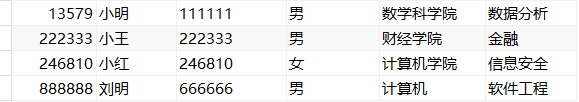 13579 小明 111111 男 数学科学院 数据分析
222333 小王 222333 男 财经学院 金融
246810 小红 246810 女 计算机学院 信息安全
888888 刘明 666666 男 计算机 软件工程